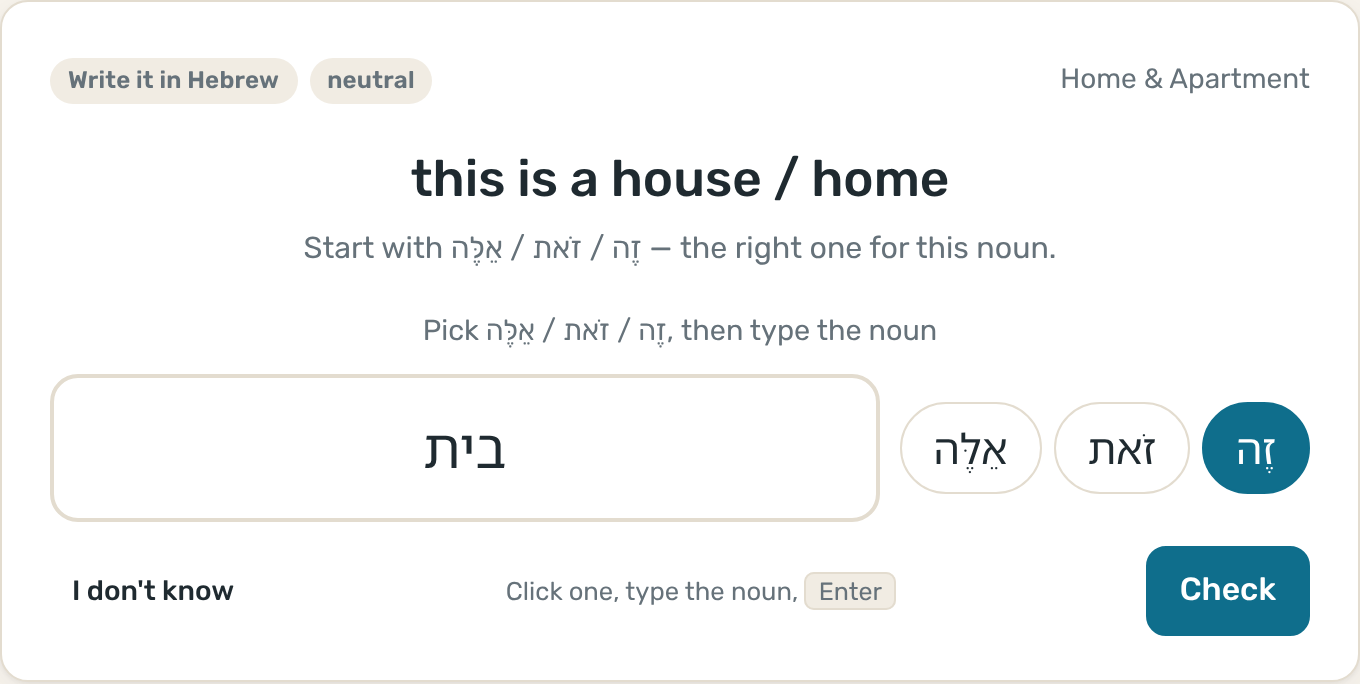 Write it in Hebrew neutral Home & Apartment
this is a house / home
Start with זֶה / זֹאת / אֵלֶּה — the right one for this noun.
Pick זֶה / זֹאת / אֵלֶּה, then type the noun
בית זֶה זֹאת אֵלֶּה
I don't know Click one, type the noun, Enter Check